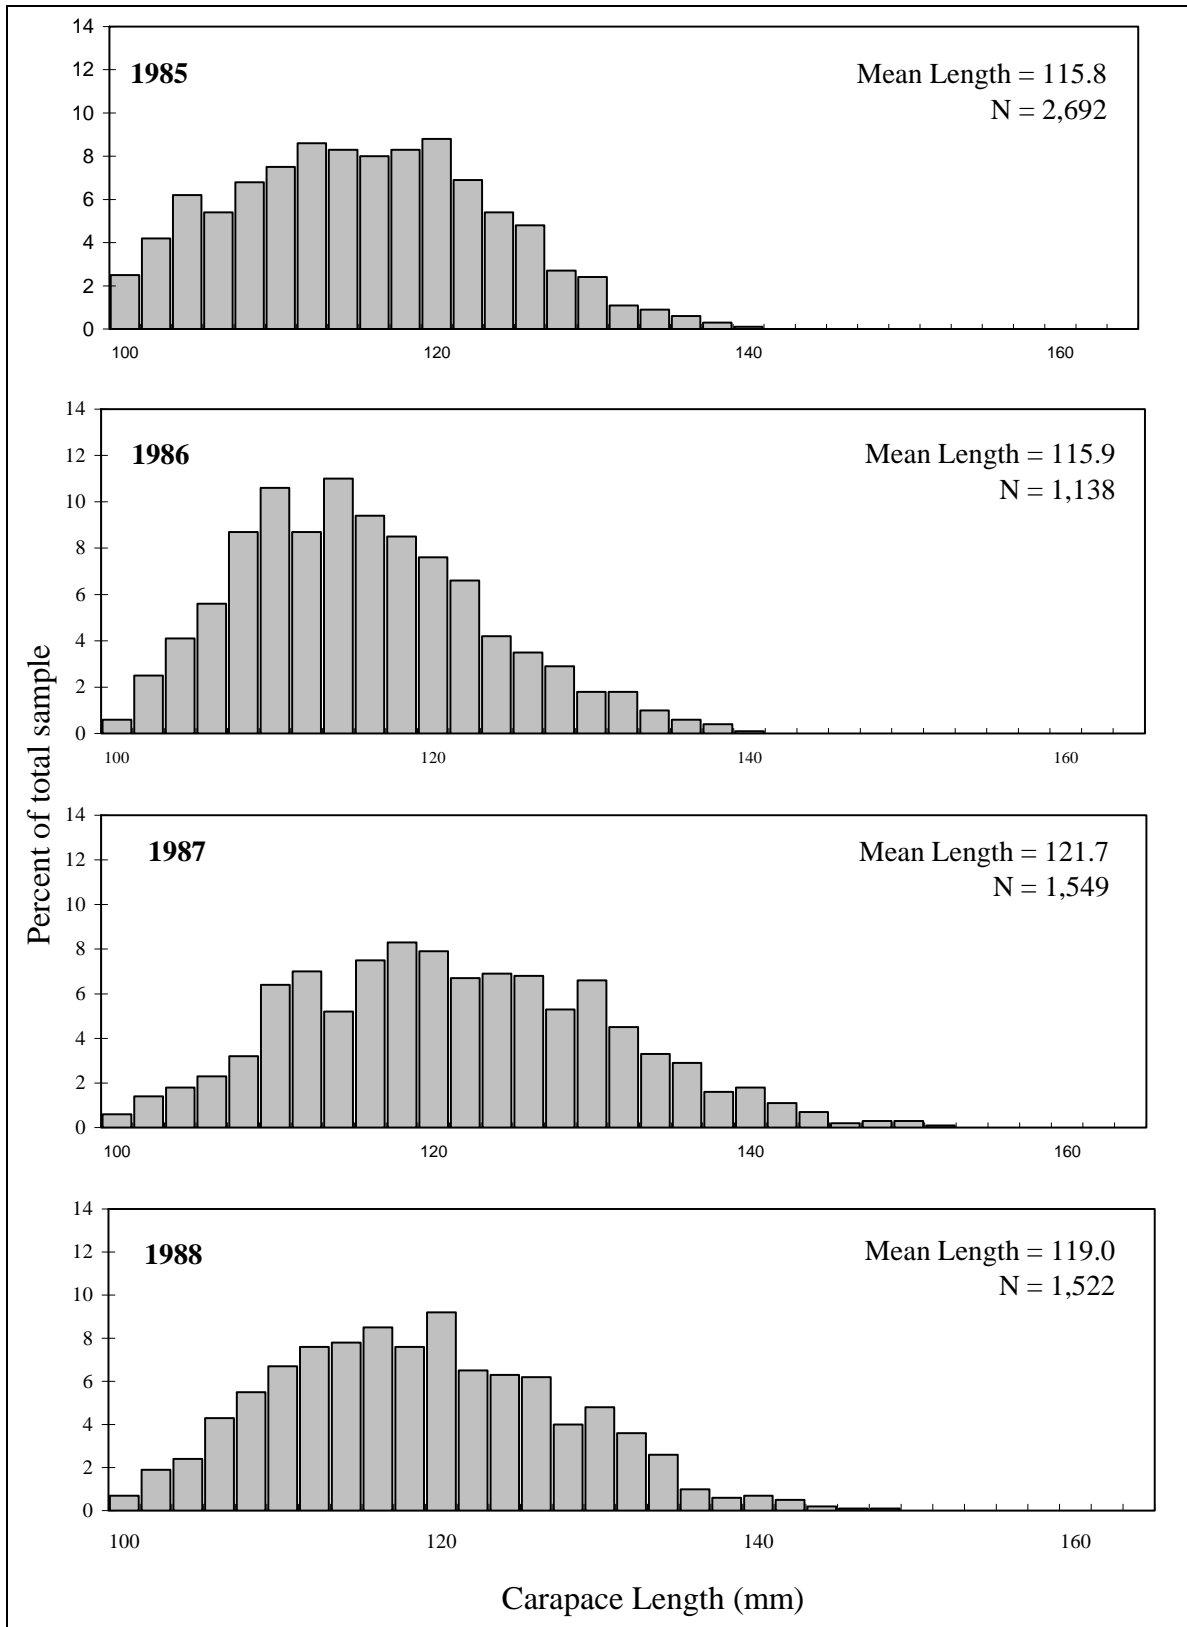 14
12
10
8
6
4
2
0
1985
Mean Length = 115.8
N = 2,692
100 120 140 160
14
12
10
8
6
4
2
0
1986
Mean Length = 115.9
N = 1,138
100 120 140 160
Percent of total sample
14
12
10
8
6
4
2
0
1987
Mean Length = 121.7
N = 1,549
100 120 140 160
14
12
10
8
6
4
2
0
1988
Mean Length = 119.0
N = 1,522
100 120 140 160
Carapace Length (mm)